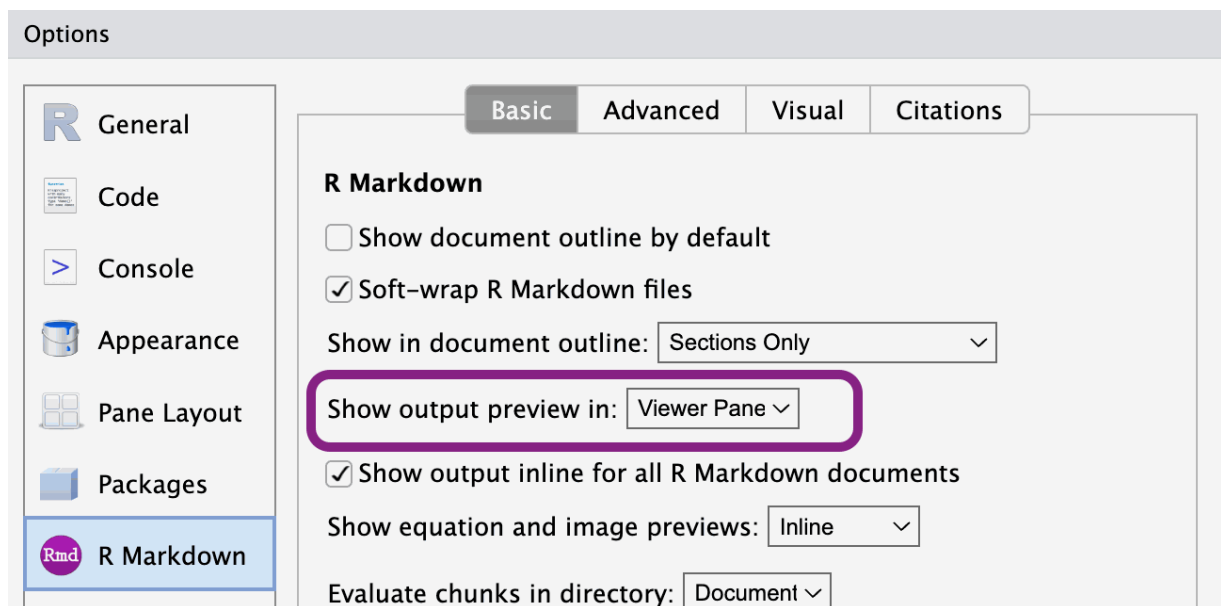 Options
General
Code
Console
Appearance
Pane Layout
Packages
Rmd R Markdown
Basic Advanced Visual Citations
R Markdown
Show document outline by default
Soft-wrap R Markdown files
Show in document outline: Sections Only
Show output preview in: Viewer Pane
Show output inline for all R Markdown documents
Show equation and image previews: Inline
Evaluate chunks in directory: Document